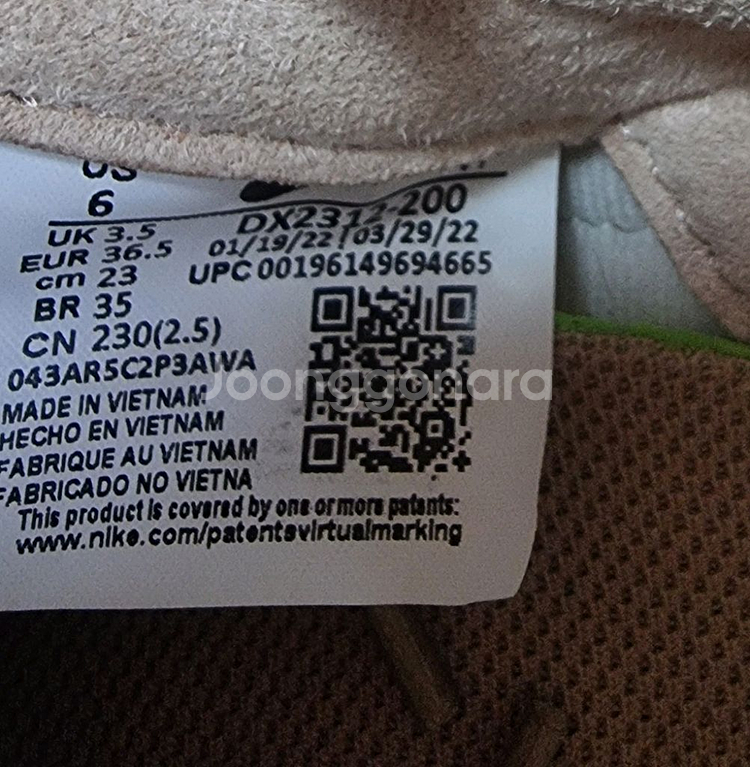 US
6
UK 3.5
EUR 36.5
cm 23
BR 35
CN 230(2.5)
DX2312-200
01/19/22 / 03/29/22
UPC 00196149694665
043AR5C2P3AWA
MADE IN VIETNAM
HECHO EN VIETNAM
FABRIQUE AU VIETNAM
FABRICADO NO VIETNA
This product is covered by one or more patents:
www.nike.com/patentsvirtualmarking
Joonggonara